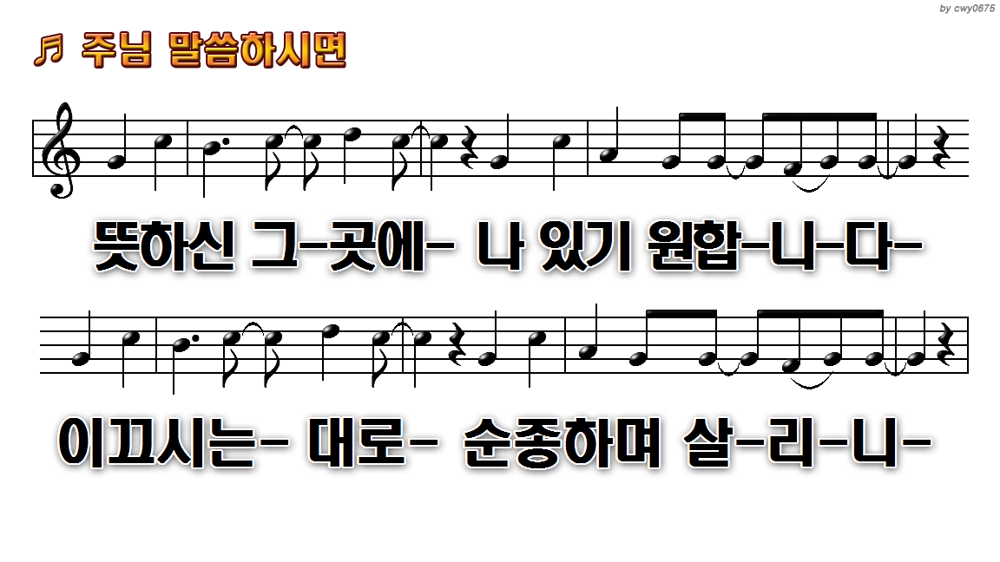 by cwy0675
♬ 주님 말씀하시면
뜻하신 그-곳에- 나 있기 원합-니-다-
이끄시는- 대로- 순종하며 살-리-니-